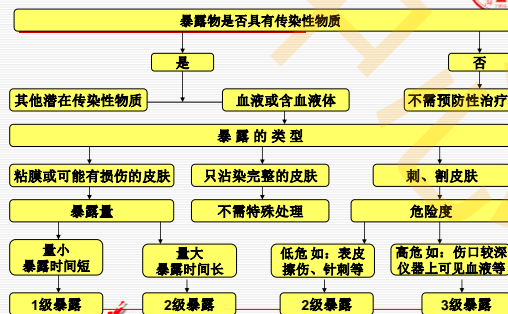 暴露物是否具有传染性物质
是
否
其他潜在传染性物质
血液或含血液体
不需预防性治疗
暴 露 的 类 型
粘膜或可能有损伤的皮肤
只沾染完整的皮肤
刺、割皮肤
暴露量
不需特殊处理
危险度
量小
暴露时间短
量大
暴露时间长
低危 如：表皮
擦伤、针刺等
高危 如：伤口较深
仪器上可见血液等
1级暴露
2级暴露
2级暴露
3级暴露